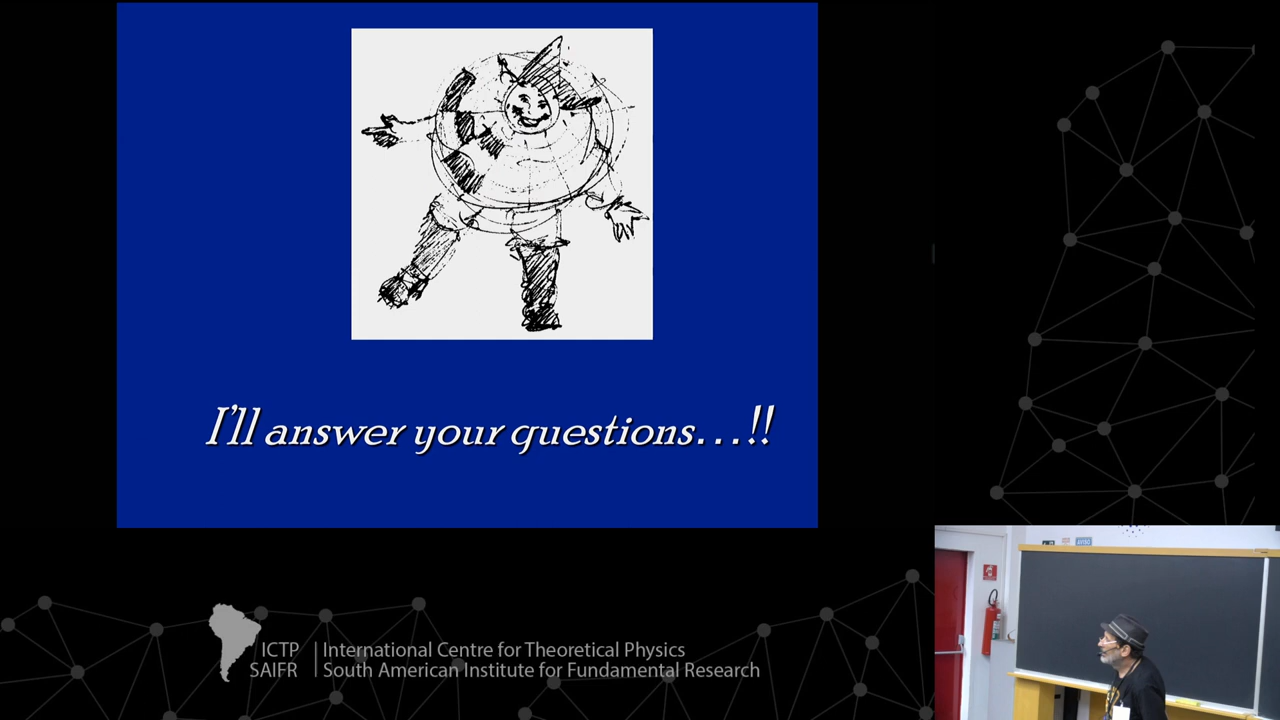 I'll answer your questions...!!
ICTP
SAIFR
International Centre for Theoretical Physics
South American Institute for Fundamental Research